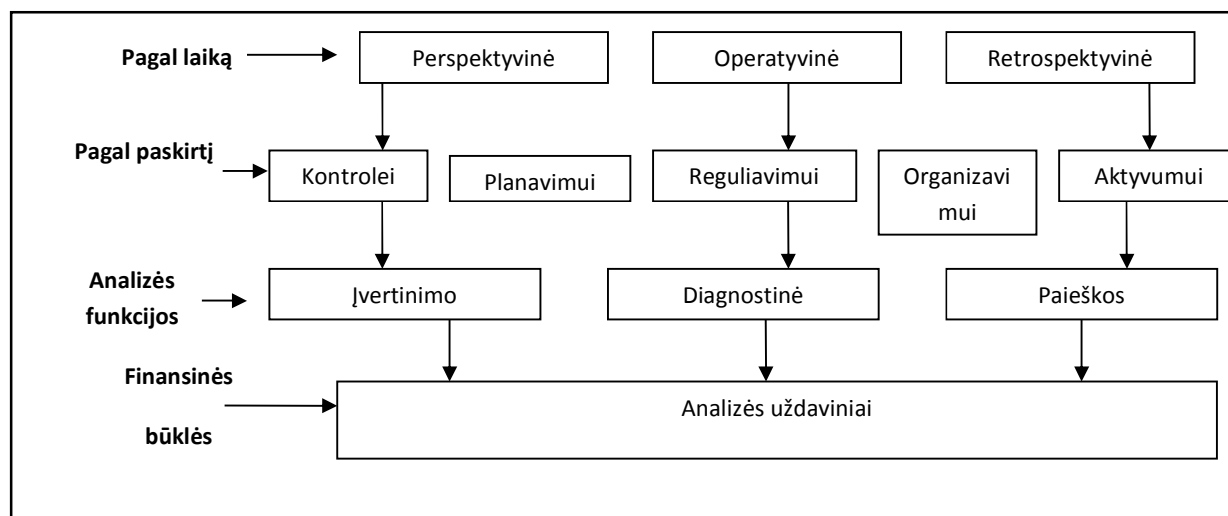 Pagal laiką
Perspektyvinė
Operatyvinė
Retrospektyvinė
Pagal paskirtį
Kontrolei
Planavimui
Reguliavimui
Organizavi
mui
Aktyvumui
Analizės
funkcijos
Įvertinimo
Diagnostinė
Paieškos
Finansinės
būklės
Analizės uždaviniai